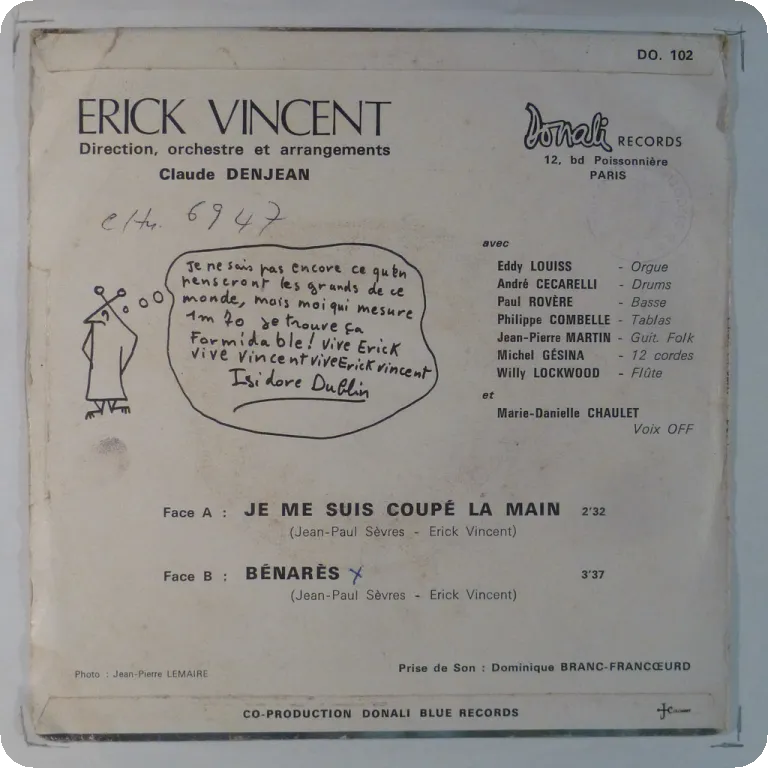 DO. 102
ERICK VINCENT
Direction, orchestre et arrangements
Claude DENJEAN
Donali RECORDS
12, bd Poissonnière
PARIS
6947
Je ne sais pas encore ce qu'en
penseront les grands de ce
monde, mais moi qui mesure
1m 70 je trouve ça
Formidable! Vive Erick
Vive Vincent Vive Erick Vincent
Isidore Dublin
avec
Eddy LOUISS - Orgue
André CECARELLI - Drums
Paul ROVÈRE - Basse
Philippe COMBELLE - Tablas
Jean-Pierre MARTIN - Guit. Folk
Michel GÉSINA - 12 cordes
Willy LOCKWOOD - Flûte
et
Marie-Danielle CHAULET
Voix OFF
Face A : JE ME SUIS COUPÉ LA MAIN 2'32
(Jean-Paul Sèvres - Erick Vincent)
Face B : BÉNARÈS x 3'37
(Jean-Paul Sèvres - Erick Vincent)
Photo : Jean-Pierre LEMAIRE
Prise de Son : Dominique BRANC-FRANCŒURD
CO-PRODUCTION DONALI BLUE RECORDS